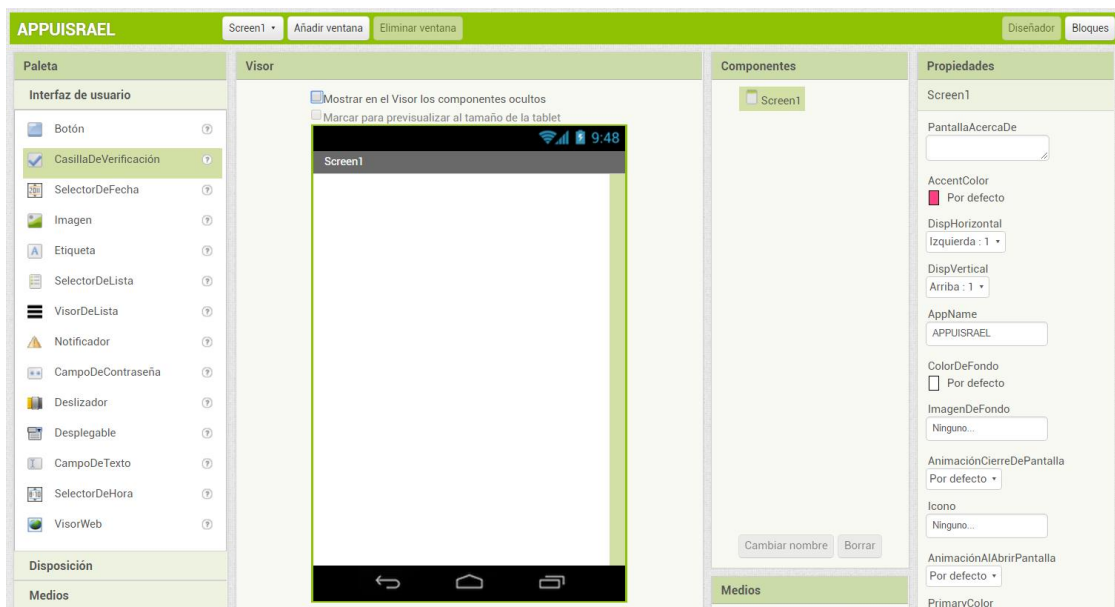 APPUISRAEL
Screen1
Añadir ventana
Eliminar ventana
Diseñador
Bloques
Paleta
Interfaz de usuario
Botón
?
CasillaDeVerificación
?
SelectorDeFecha
?
Imagen
?
Etiqueta
?
SelectorDeLista
?
VisorDeLista
?
Notificador
?
CampoDeContraseña
?
Deslizador
?
Desplegable
?
CampoDeTexto
?
SelectorDeHora
?
VisorWeb
?
Disposición
Medios
Visor
Mostrar en el Visor los componentes ocultos
Marcar para previsualizar al tamaño de la tablet
9:48
Screen1
Componentes
Screen1
Cambiar nombre
Borrar
Medios
Propiedades
Screen1
PantallaAcercaDe
AccentColor
Por defecto
DispHorizontal
Izquierda : 1
DispVertical
Arriba : 1
AppName
APPUISRAEL
ColorDeFondo
Por defecto
ImagenDeFondo
Ninguno...
AnimaciónCierreDePantalla
Por defecto
Icono
Ninguno...
AnimaciónAlAbrirPantalla
Por defecto
PrimaryColor